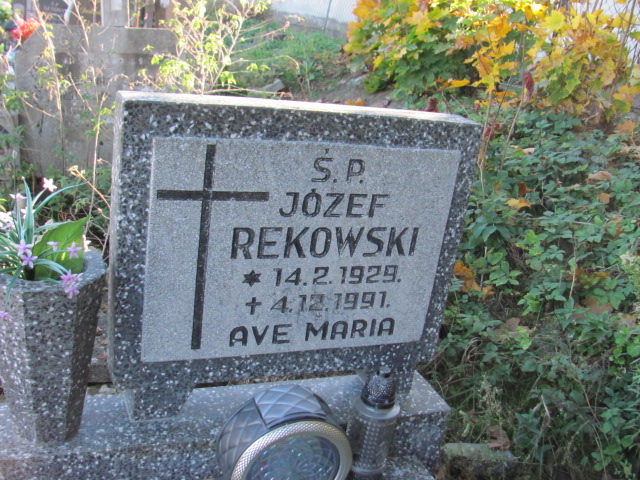 Ś.P.
JÓZEF
REKOWSKI
* 14.2.1929.
✝ 4.12.1991.
AVE MARIA